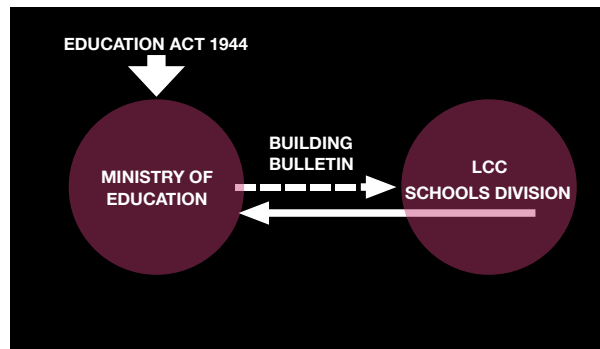 EDUCATION ACT 1944
BUILDING
BULLETIN
MINISTRY OF
EDUCATION
LCC
SCHOOLS DIVISION